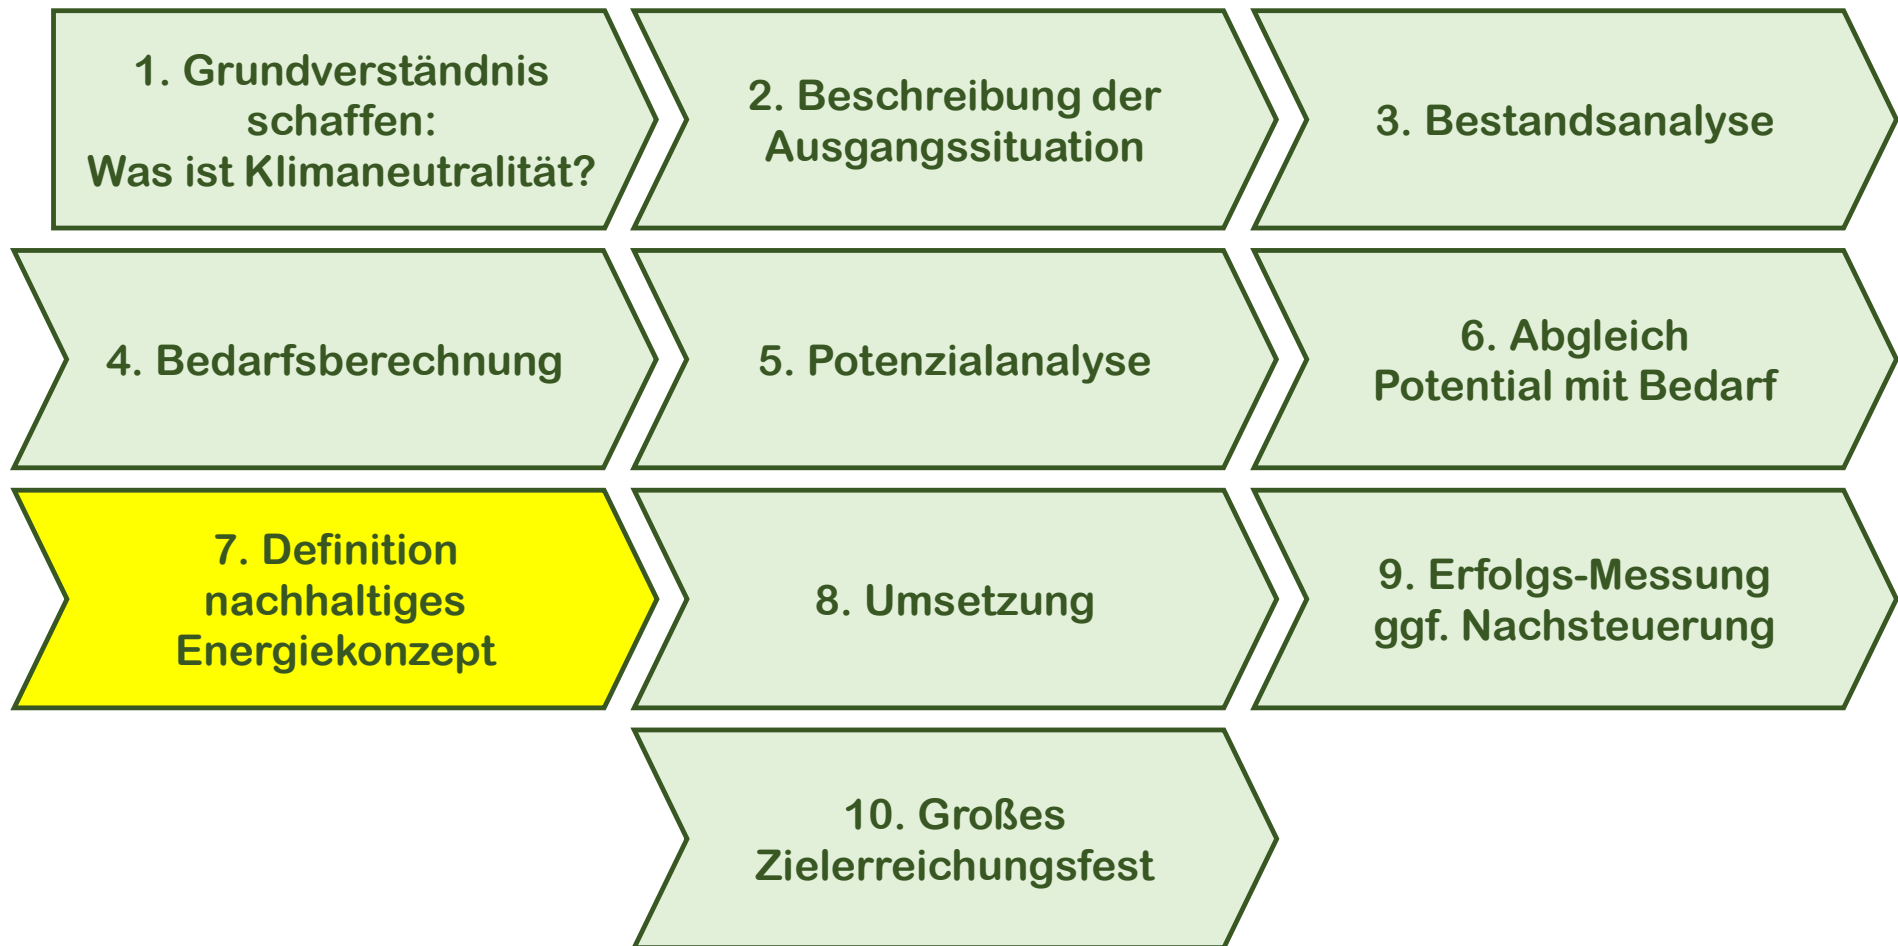 1. Grundverständnis
schaffen:
Was ist Klimaneutralität?
2. Beschreibung der
Ausgangssituation
3. Bestandsanalyse
4. Bedarfsberechnung
5. Potenzialanalyse
6. Abgleich
Potential mit Bedarf
7. Definition
nachhaltiges
Energiekonzept
8. Umsetzung
9. Erfolgs-Messung
ggf. Nachsteuerung
10. Großes
Zielerreichungsfest